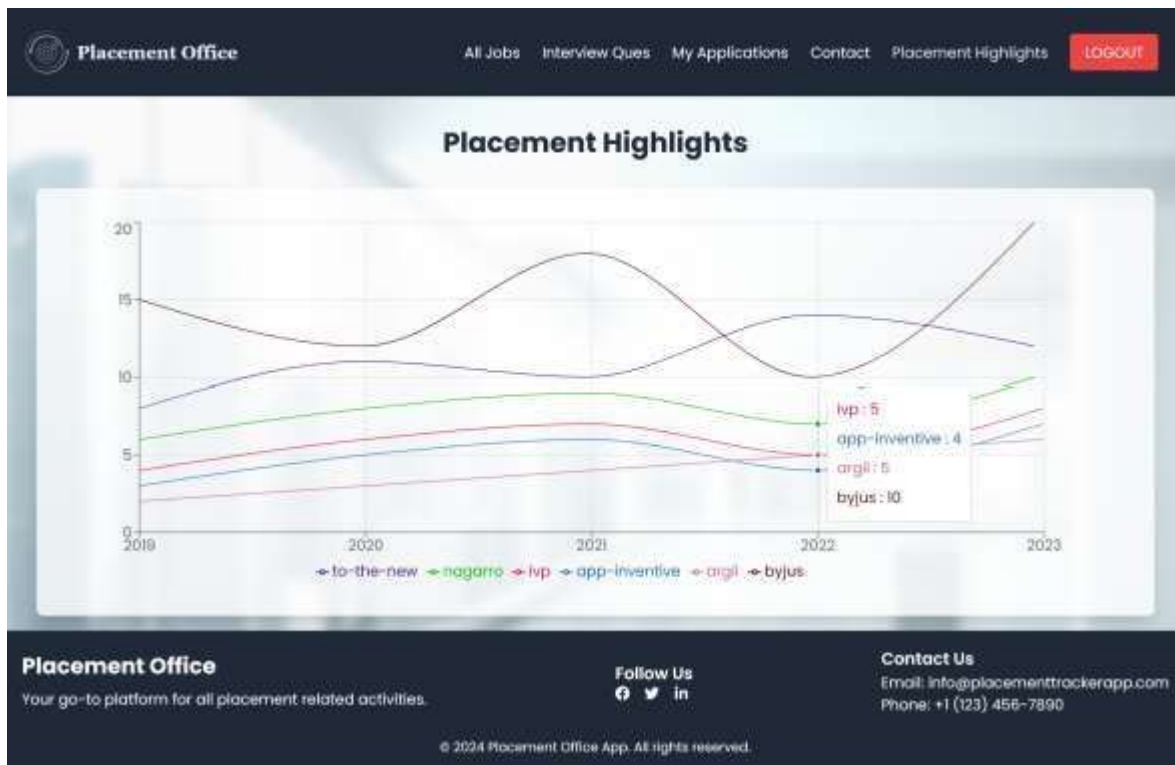 Placement Office
All Jobs Interview Ques My Applications Contact Placement Highlights LOGOUT
Placement Highlights
20
15
10
5
0
ivp : 5
app-inventive : 4
argil : 5
byjus : 10
2019 2020 2021 2022 2023
to-the-new nagarro ivp app-inventive argil byjus
Placement Office
Your go-to platform for all placement related activities.
Follow Us
Contact Us
Email: info@placementtrackerapp.com
Phone: +1 (123) 456-7890
© 2024 Placement Office App. All rights reserved.